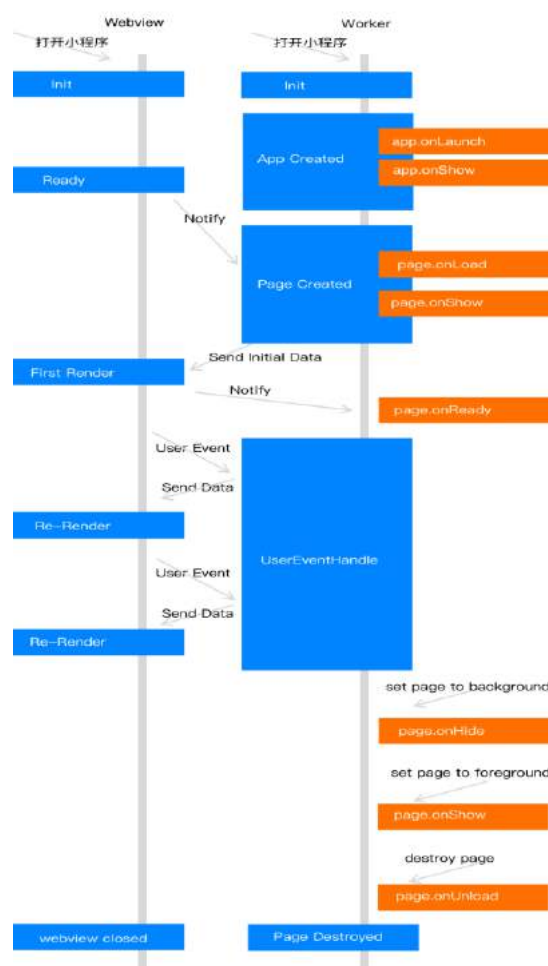 Webview
Worker
打开小程序
打开小程序
Init
Init
App Created
app.onLaunch
app.onShow
Ready
Notify
Page Created
page.onLoad
page.onShow
Send Initial Data
First Render
Notify
page.onReady
User Event
Send Data
Re-Render
UserEventHandle
User Event
Send Data
Re-Render
set page to background
page.onHide
set page to foreground
page.onShow
destroy page
page.onUnload
webview closed
Page Destroyed